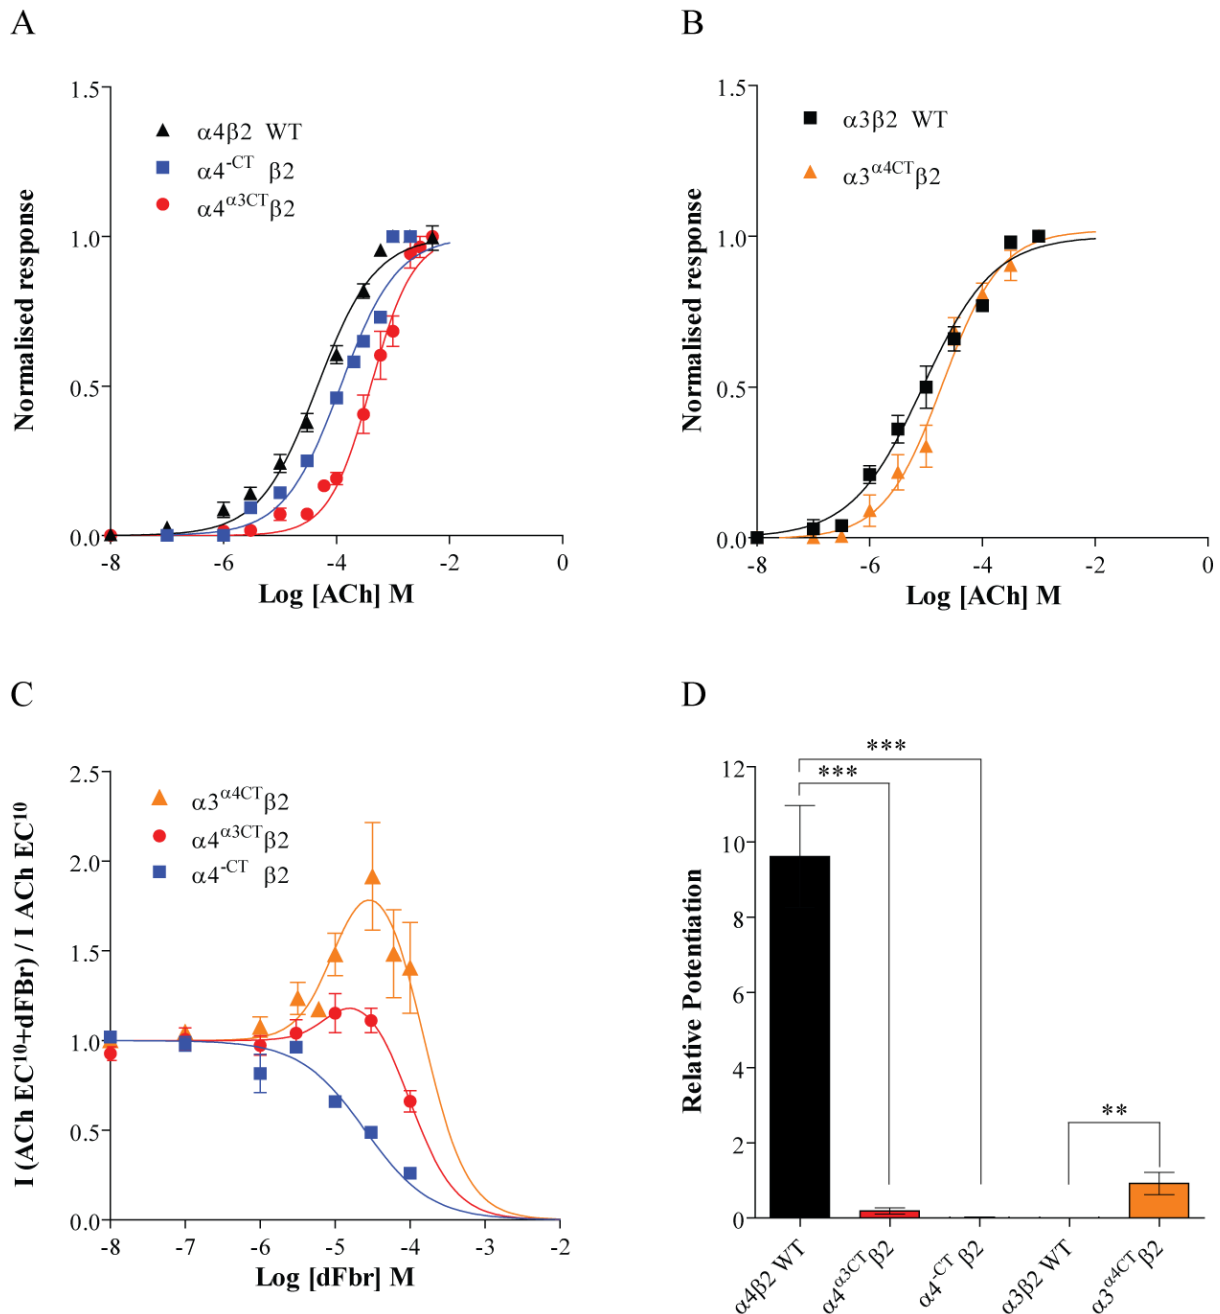 A
1.5
1.0
0.5
0.0
Normalised response
α4β2 WT
α4⁻ᶜᵀ β2
α4α3CTβ2
-8 -6 -4 -2 0
Log [ACh] M
B
1.5
1.0
0.5
0.0
Normalised response
α3β2 WT
α3α4CTβ2
-8 -6 -4 -2 0
Log [ACh] M
C
2.5
2.0
1.5
1.0
0.5
0.0
I (ACh EC¹⁰+dFBr) / I ACh EC¹⁰
α3α4CTβ2
α4α3CTβ2
α4⁻ᶜᵀ β2
-8 -7 -6 -5 -4 -3 -2
Log [dFbr] M
D
12
10
8
6
4
2
0
Relative Potentiation
***
***
**
α4β2 WT
α4α3CTβ2
α4⁻ᶜᵀ β2
α3β2 WT
α3α4CTβ2